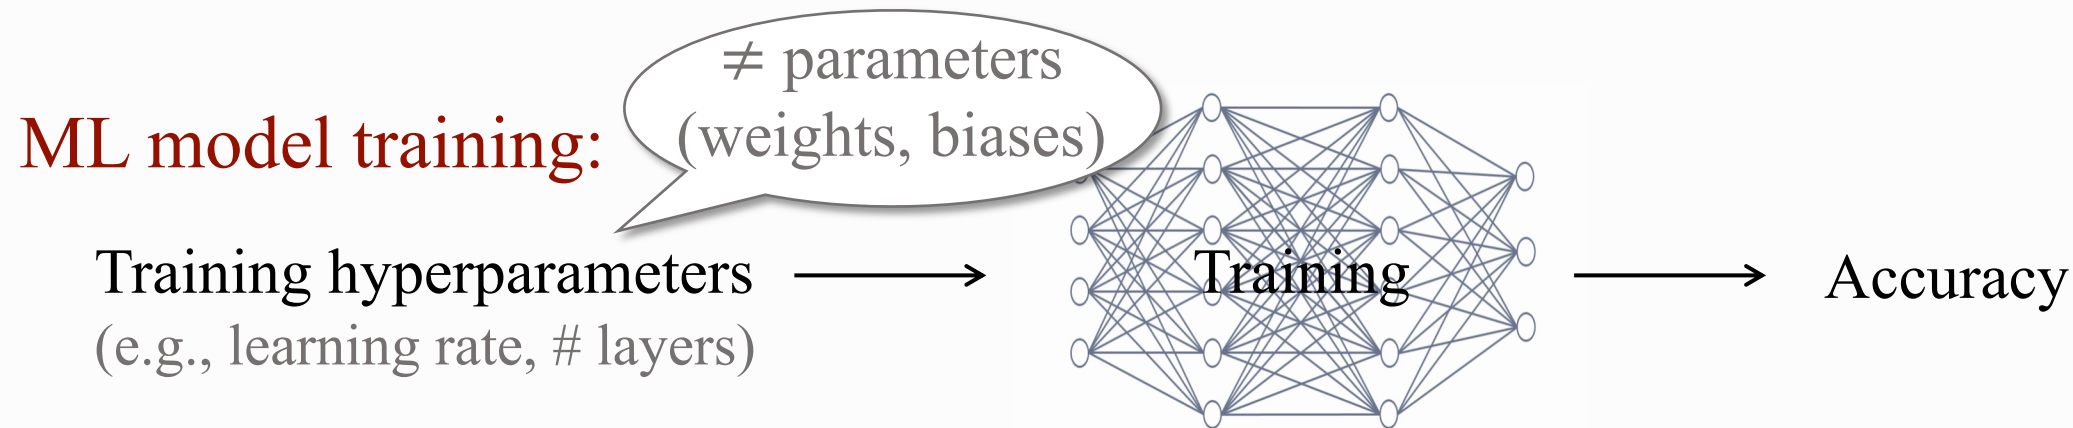 ≠ parameters
(weights, biases)
ML model training:
Training hyperparameters
(e.g., learning rate, # layers)
Training
Accuracy